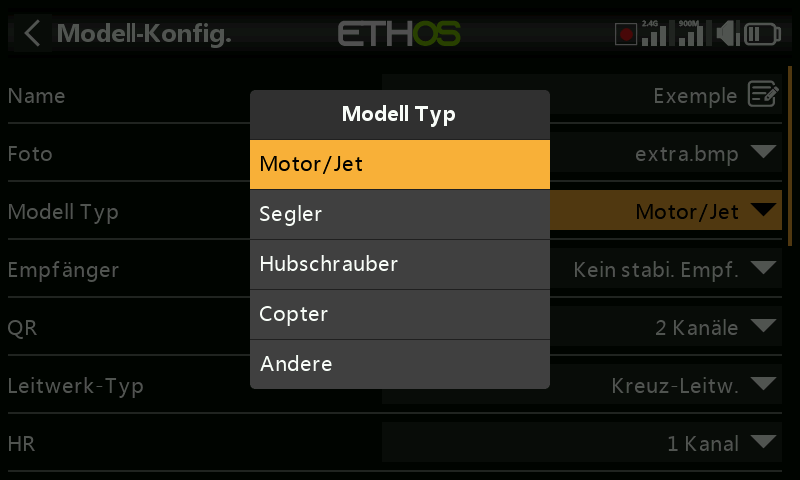 Modell-Konfig.
ETHOS
2.4G
900M
Name
Exemple
Foto
extra.bmp
Modell Typ
Motor/Jet
Empfänger
Kein stabi. Empf.
QR
2 Kanäle
Leitwerk-Typ
Kreuz-Leitw.
HR
1 Kanal
Modell Typ
Motor/Jet
Segler
Hubschrauber
Copter
Andere